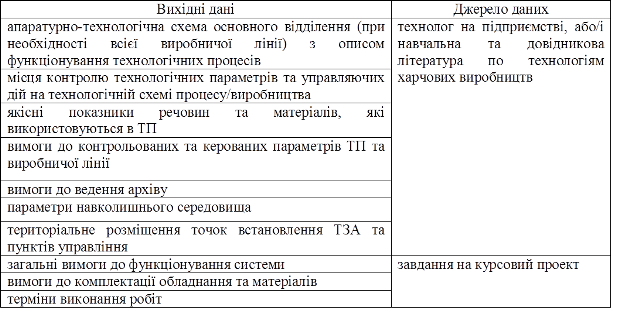 Вихідні дані
Джерело даних
апаратурно-технологічна схема основного відділення (при
необхідності всієї виробничої лінії) з описом
функціонування технологічних процесів
місця контролю технологічних параметрів та управляючих
дій на технологічній схемі процесу/виробництва
якісні показники речовин та матеріалів, які
використовуються в ТП
вимоги до контрольованих та керованих параметрів ТП та
виробничої лінії
вимоги до ведення архіву
параметри навколишнього середовиша
територіальне розміщення точок встановлення ТЗА та
пунктів управління
технолог на підприємстві, або/і
навчальна та довідникова
література по технологіям
харчових виробництв
загальні вимоги до функціонування системи
вимоги до комплектації обладнання та матеріалів
терміни виконання робіт
завдання на курсовий проект